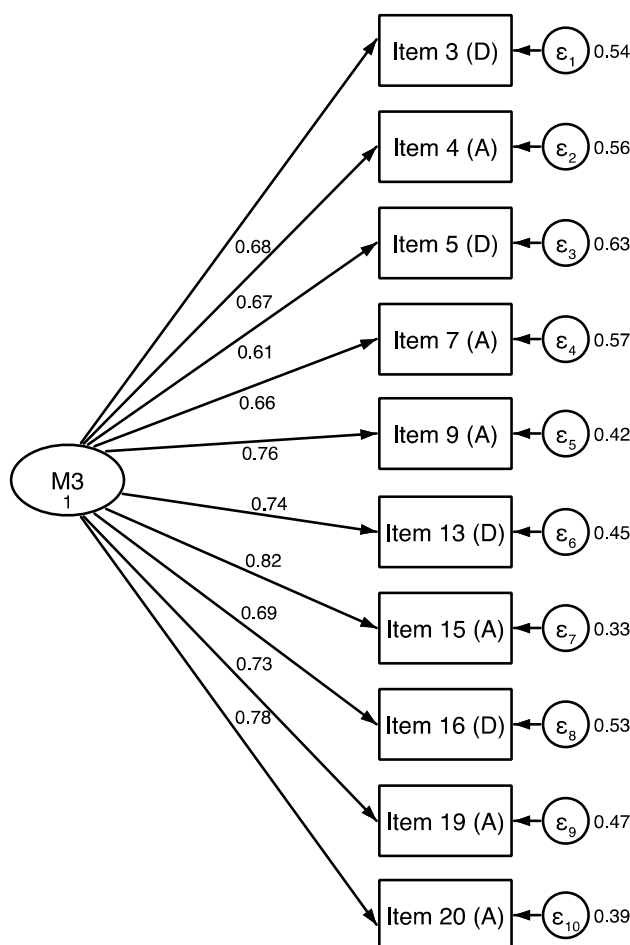 Item 3 (D) ε1 0.54
Item 4 (A) ε2 0.56
Item 5 (D) ε3 0.63
Item 7 (A) ε4 0.57
Item 9 (A) ε5 0.42
Item 13 (D) ε6 0.45
Item 15 (A) ε7 0.33
Item 16 (D) ε8 0.53
Item 19 (A) ε9 0.47
Item 20 (A) ε10 0.39
0.68
0.67
0.61
0.66
0.76
0.74
0.82
0.69
0.73
0.78
M3
1